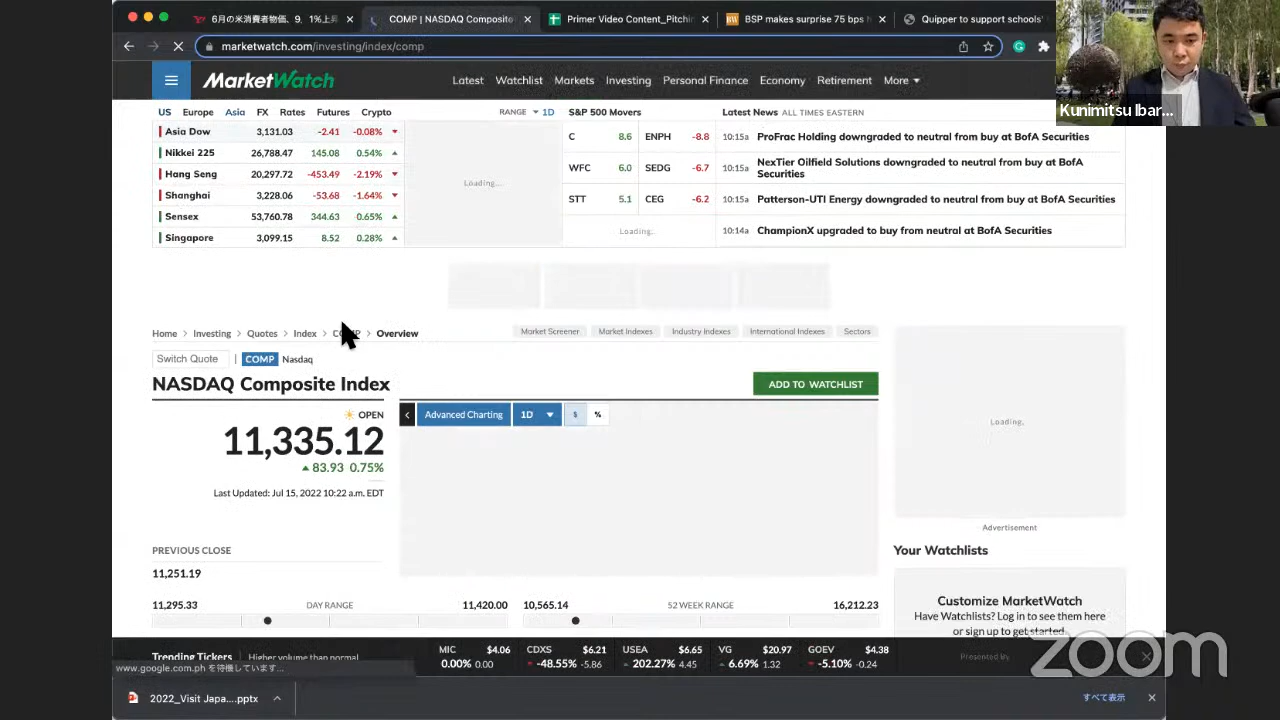 6月の米消費者物価、9.1%上昇
COMP | NASDAQ Composite
Primer Video Content_Pitchin
BSP makes surprise 75 bps
Quipper to support schools'
marketwatch.com/investing/index/comp
MarketWatch
Latest Watchlist Markets Investing Personal Finance Economy Retirement More
US Europe Asia FX Rates Futures Crypto
RANGE 1D
S&P 500 Movers
Latest News ALL TIMES EASTERN
Kunimitsu Ibar...
Asia Dow 3,131.03 -2.41 -0.08%
Nikkei 225 26,788.47 145.08 0.54%
Hang Seng 20,297.72 -453.49 -2.19%
Shanghai 3,228.06 -53.68 -1.64%
Sensex 53,760.78 344.63 0.65%
Singapore 3,099.15 8.52 0.28%
Loading...
C 8.6 ENPH -8.8
WFC 6.0 SEDG -6.7
STT 5.1 CEG -6.2
Loading.
10:15a ProFrac Holding downgraded to neutral from buy at BofA Securities
10:15a NexTier Oilfield Solutions downgraded to neutral from buy at BofA
Securities
10:15a Patterson-UTI Energy downgraded to neutral from buy at BofA Securities
10:14a ChampionX upgraded to buy from neutral at BofA Securities
Home > Investing > Quotes > Index > COMP > Overview
Market Screener Market Indexes Industry Indexes International Indexes Sectors
Switch Quote | COMP Nasdaq
NASDAQ Composite Index
ADD TO WATCHLIST
OPEN
11,335.12
83.93 0.75%
Last Updated: Jul 15, 2022 10:22 a.m. EDT
< Advanced Charting 1D $ %
Loading.
Advertisement
PREVIOUS CLOSE
11,251.19
11,295.33 DAY RANGE 11,420.00
10,565.14 52 WEEK RANGE 16,212.23
Your Watchlists
Customize MarketWatch
Have Watchlists? Log in to see them here
or sign up to get started.
Trending Tickers Higher volume than normal
MIC $4.06
0.00% 0.00
CDXS $6.21
-48.55% -5.86
USEA $6.65
202.27% 4.45
VG $20.97
6.69% 1.32
GOEV $4.38
-5.10% -0.24
Presented by
zoom
www.google.com.ph を待機しています...
2022_Visit Japa....pptx
すべて表示